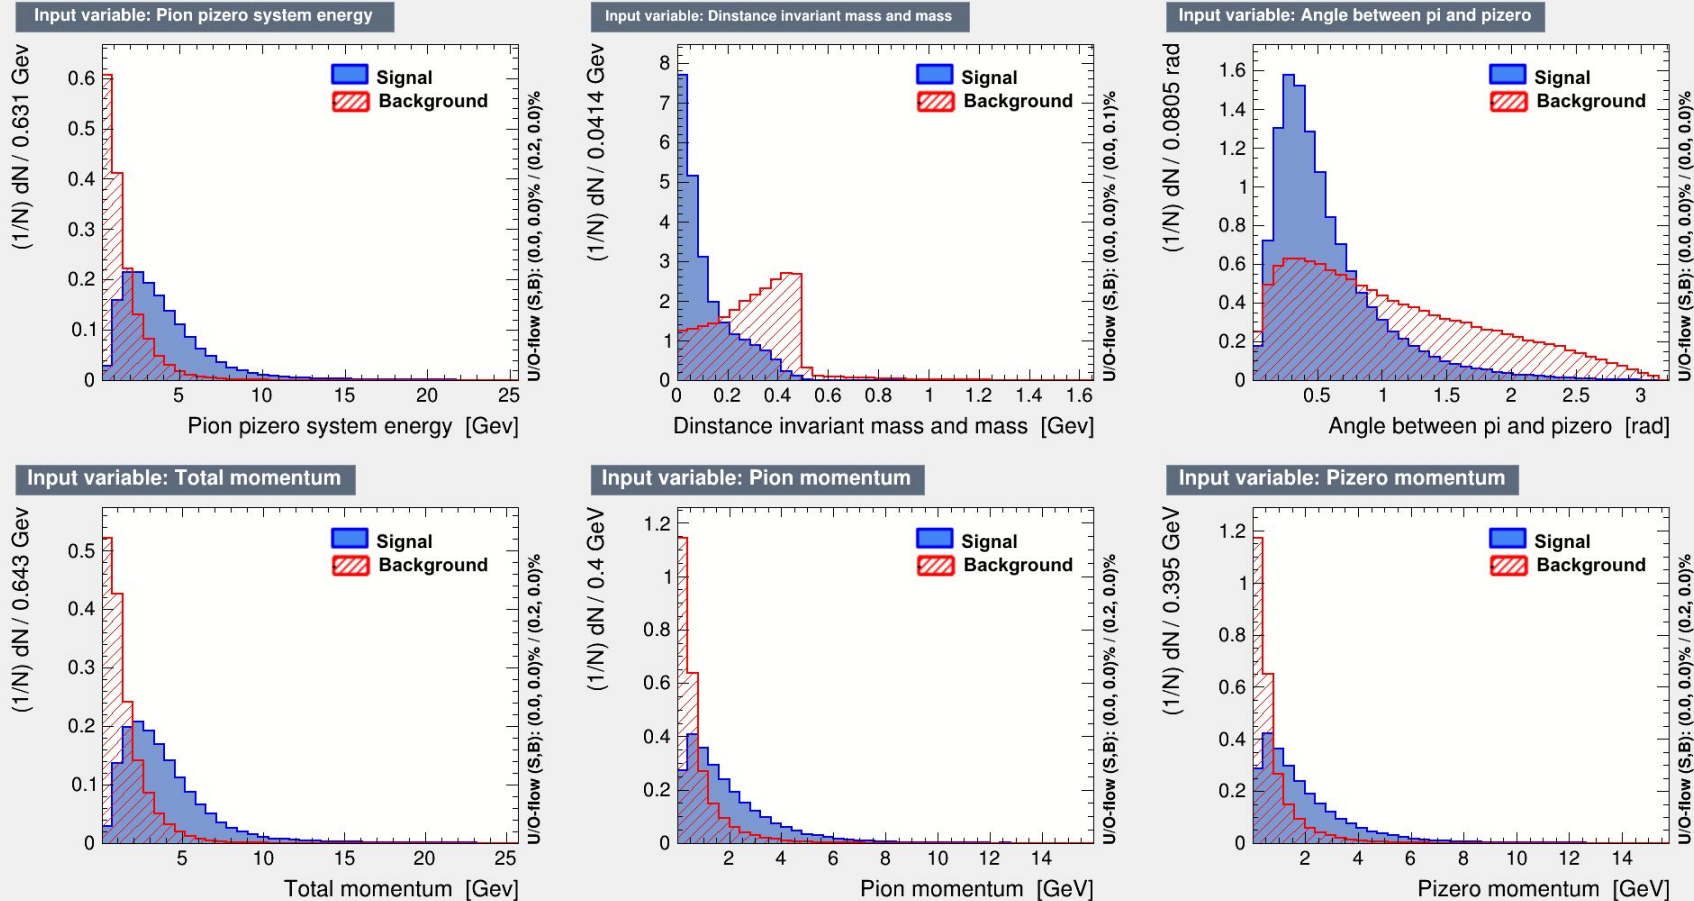 Input variable: Pion pizero system energy
(1/N) dN / 0.631 Gev
0.6
0.5
0.4
0.3
0.2
0.1
0
Signal
Background
5 10 15 20 25
Pion pizero system energy [Gev]
U/O-flow (S,B): (0.0, 0.0)% / (0.2, 0.0)%
Input variable: Dinstance invariant mass and mass
(1/N) dN / 0.0414 Gev
8
7
6
5
4
3
2
1
0
Signal
Background
0 0.2 0.4 0.6 0.8 1 1.2 1.4 1.6
Dinstance invariant mass and mass [Gev]
U/O-flow (S,B): (0.0, 0.0)% / (0.0, 0.1)%
Input variable: Angle between pi and pizero
(1/N) dN / 0.0805 rad
1.6
1.4
1.2
1
0.8
0.6
0.4
0.2
0
Signal
Background
0.5 1 1.5 2 2.5 3
Angle between pi and pizero [rad]
U/O-flow (S,B): (0.0, 0.0)% / (0.0, 0.0)%
Input variable: Total momentum
(1/N) dN / 0.643 Gev
0.5
0.4
0.3
0.2
0.1
0
Signal
Background
5 10 15 20 25
Total momentum [Gev]
U/O-flow (S,B): (0.0, 0.0)% / (0.2, 0.0)%
Input variable: Pion momentum
(1/N) dN / 0.4 GeV
1.2
1
0.8
0.6
0.4
0.2
0
Signal
Background
2 4 6 8 10 12 14
Pion momentum [GeV]
U/O-flow (S,B): (0.0, 0.0)% / (0.2, 0.0)%
Input variable: Pizero momentum
(1/N) dN / 0.395 GeV
1.2
1
0.8
0.6
0.4
0.2
0
Signal
Background
2 4 6 8 10 12 14
Pizero momentum [GeV]
U/O-flow (S,B): (0.0, 0.0)% / (0.2, 0.0)%